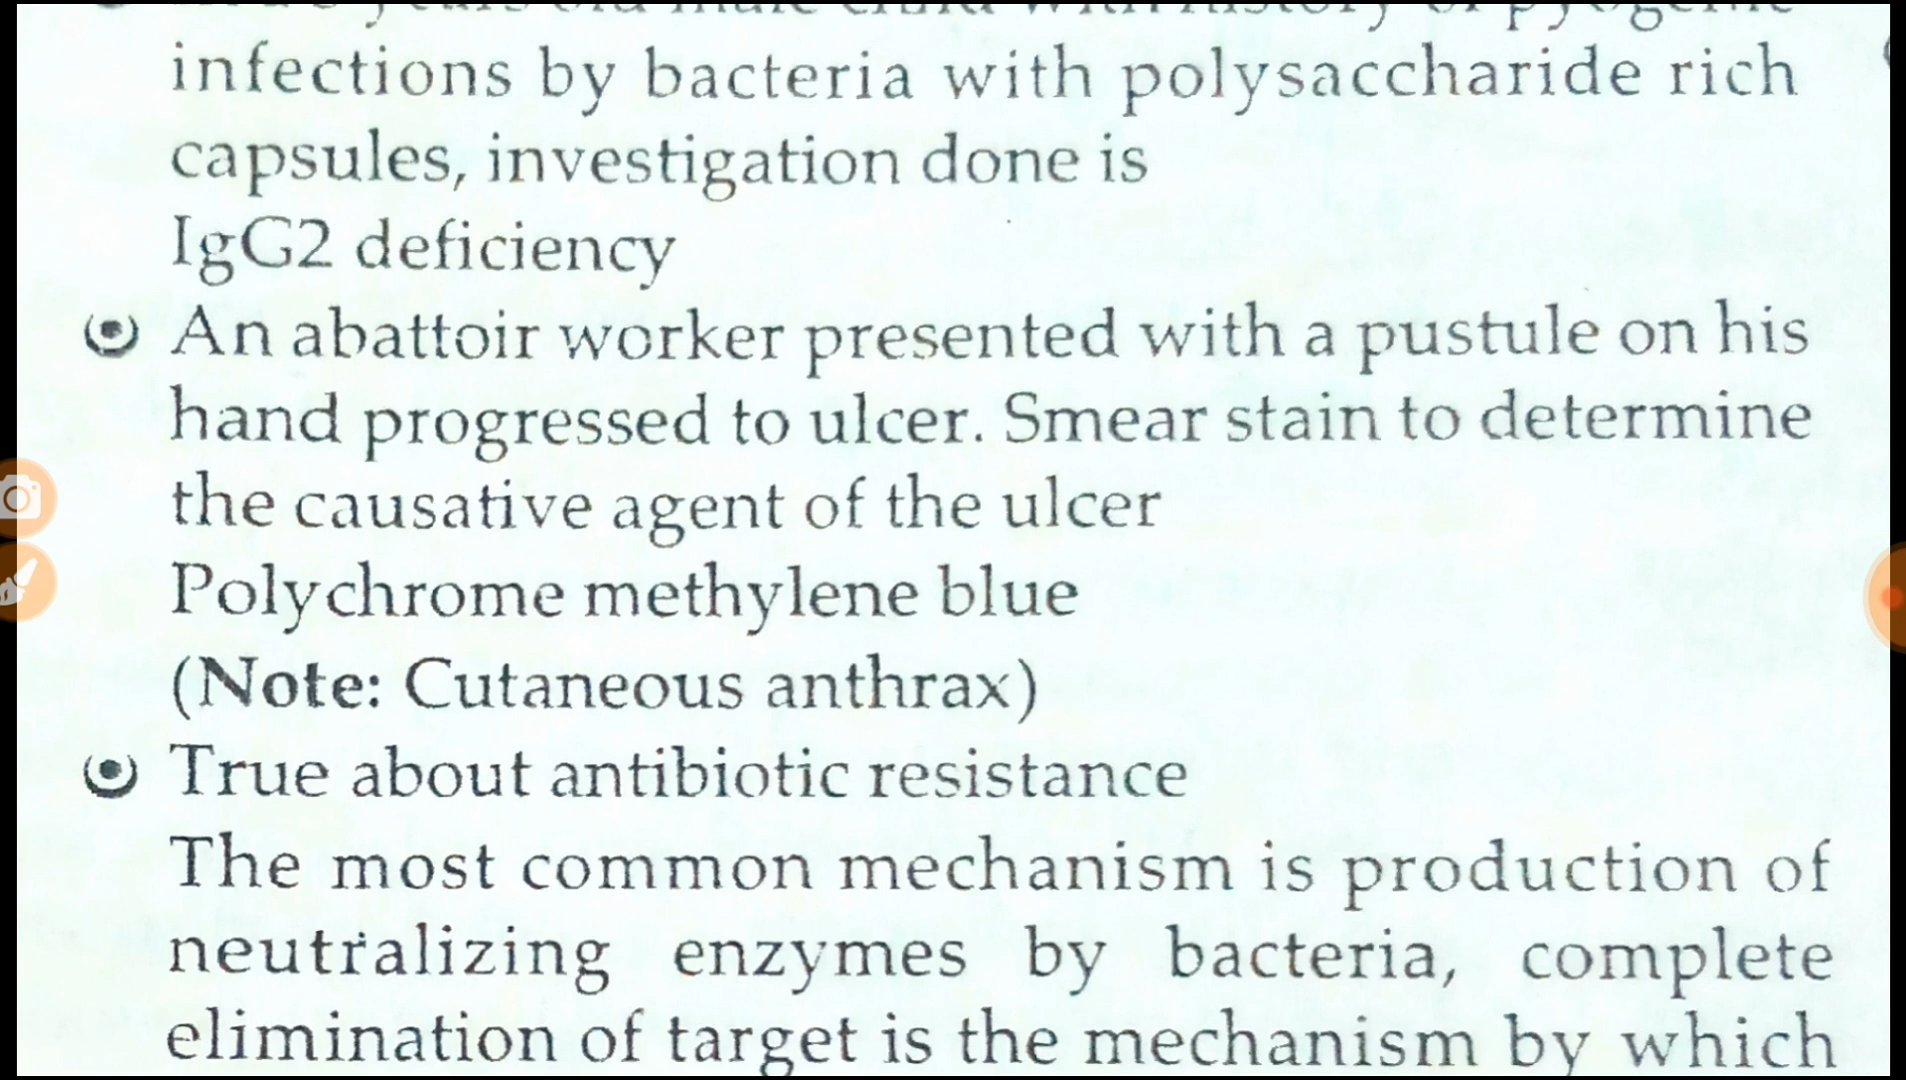 infections by bacteria with polysaccharide rich
capsules, investigation done is
IgG2 deficiency
An abattoir worker presented with a pustule on his
hand progressed to ulcer. Smear stain to determine
the causative agent of the ulcer
Polychrome methylene blue
(Note: Cutaneous anthrax)
True about antibiotic resistance
The most common mechanism is production of
neutralizing enzymes by bacteria, complete
elimination of target is the mechanism by which